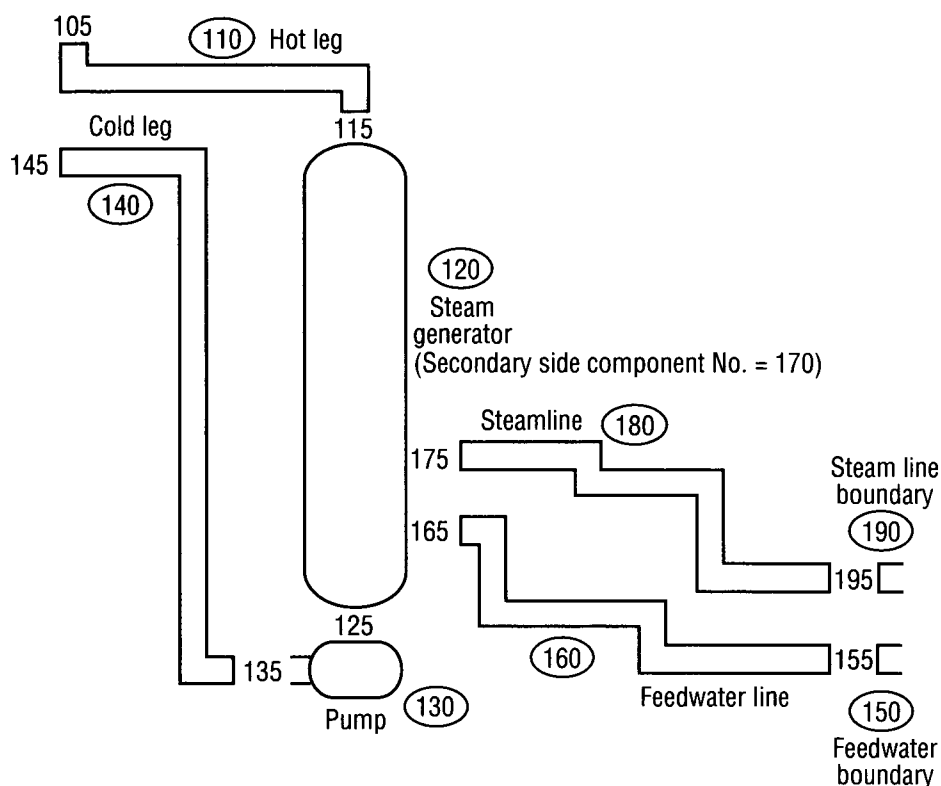 105
110 Hot leg
115
Cold leg
145
140
120
Steam
generator
(Secondary side component No. = 170)
Steamline 180
175
Steam line
boundary
190
165
195
125
135
160
155
Feedwater line
Pump 130
150
Feedwater
boundary